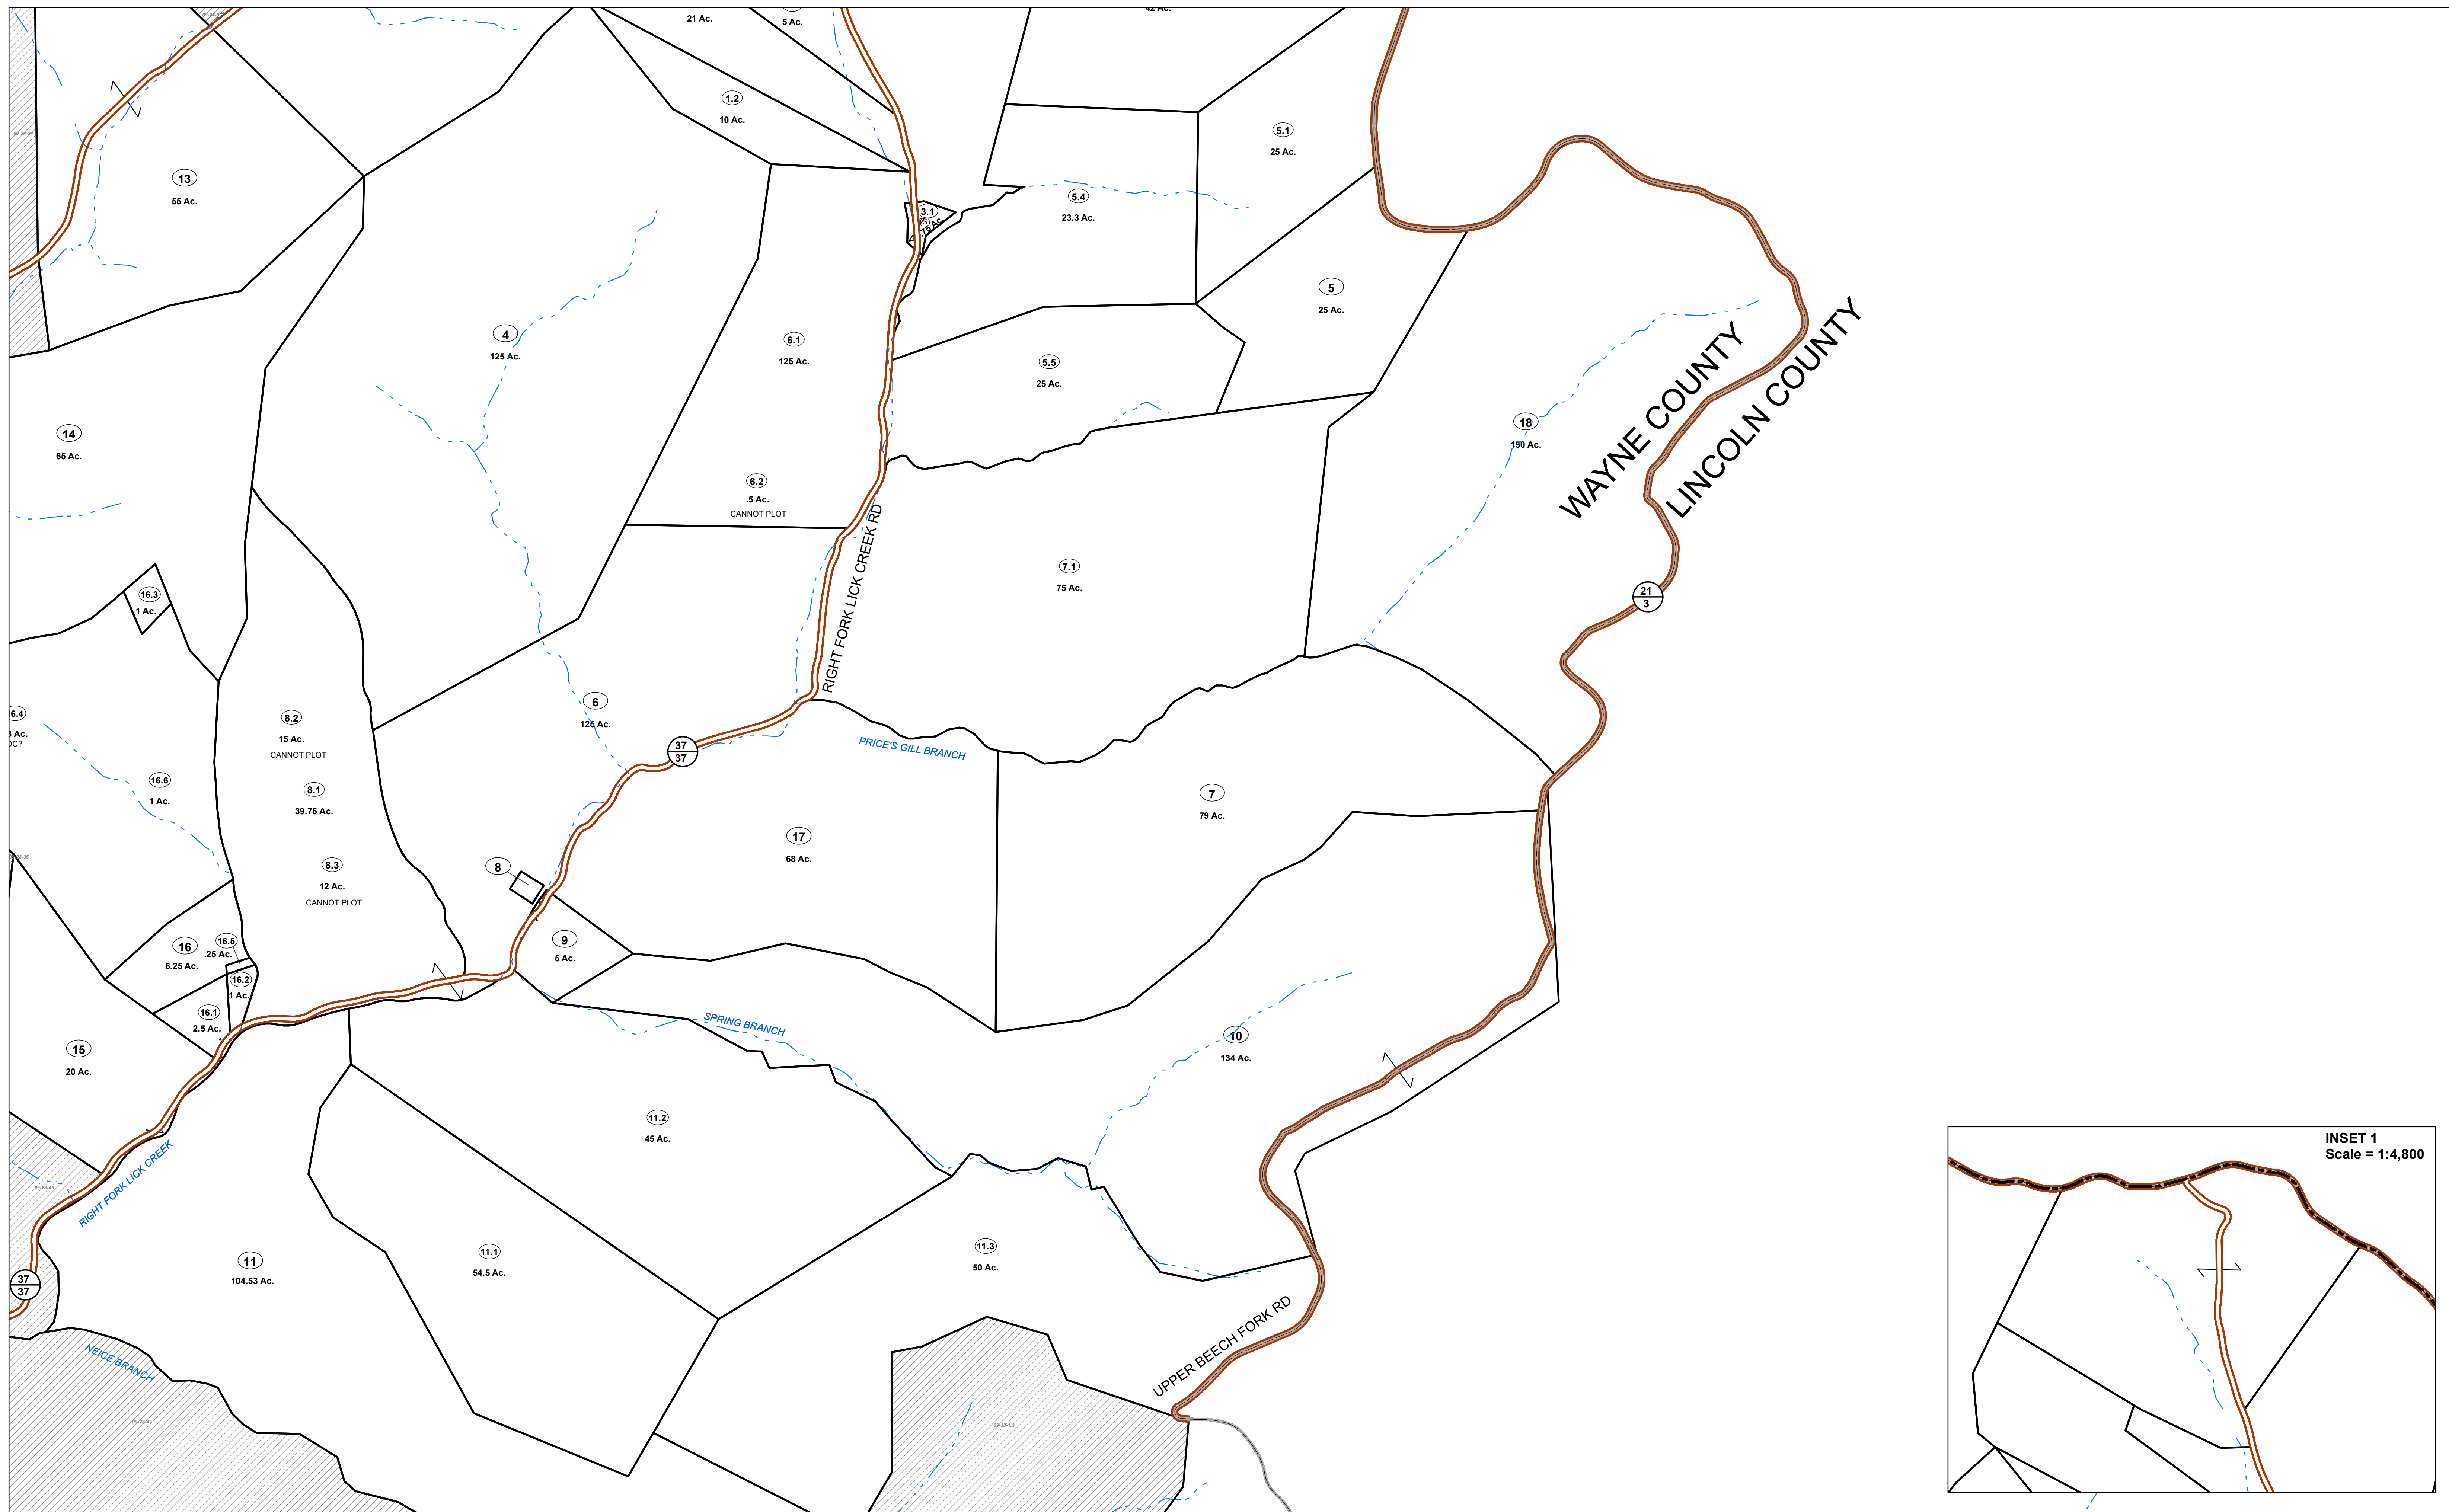 21 Ac.
5 Ac.
42 Ac.
1.2
10 Ac.
5.1
25 Ac.
13
55 Ac.
3.1
.75 Ac.
5.4
23.3 Ac.
5
25 Ac.
4
125 Ac.
6.1
125 Ac.
5.5
25 Ac.
WAYNE COUNTY
LINCOLN COUNTY
18
150 Ac.
14
65 Ac.
6.2
.5 Ac.
CANNOT PLOT
RIGHT FORK LICK CREEK RD
7.1
75 Ac.
16.3
1 Ac.
21
3
6.4
Ac.
OC?
8.2
15 Ac.
CANNOT PLOT
6
125 Ac.
37
37
PRICE'S GILL BRANCH
16.6
1 Ac.
8.1
39.75 Ac.
7
79 Ac.
17
68 Ac.
8.3
12 Ac.
CANNOT PLOT
8
16
6.25 Ac.
16.5
.25 Ac.
9
5 Ac.
16.2
1 Ac.
16.1
2.5 Ac.
SPRING BRANCH
10
134 Ac.
15
20 Ac.
11.2
45 Ac.
RIGHT FORK LICK CREEK
11
104.53 Ac.
11.1
54.5 Ac.
11.3
50 Ac.
37
37
UPPER BEECH FORK RD
NEICE BRANCH
INSET 1
Scale = 1:4,800